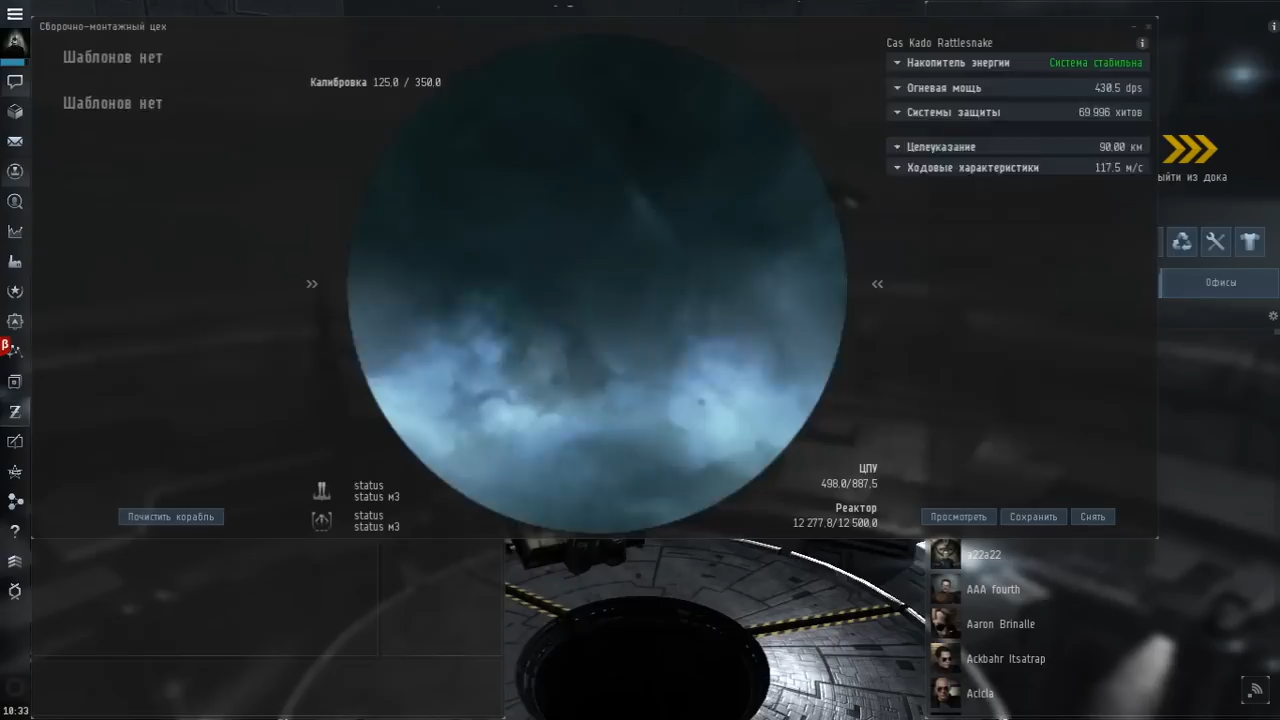 Сборочно-монтажный цех
Шаблонов нет
Шаблонов нет
Калибровка 125,0 / 350,0
Cas Kado Rattlesnake
Накопитель энергии Система стабильна
Огневая мощь 430.5 dps
Системы защиты 69 996 хитов
Целеуказание 90.00 км
Ходовые характеристики 117.5 м/с
ыйти из дока
Офисы
β
status
status м3
status
status м3
ЦПУ
498.0/887,5
Реактор
12 277.8/12 500.0
Почистить корабль
Просмотреть
Сохранить
Снять
a22a22
AAA fourth
Aaron Brinalle
Ackbahr Itsatrap
Acicla
10:33